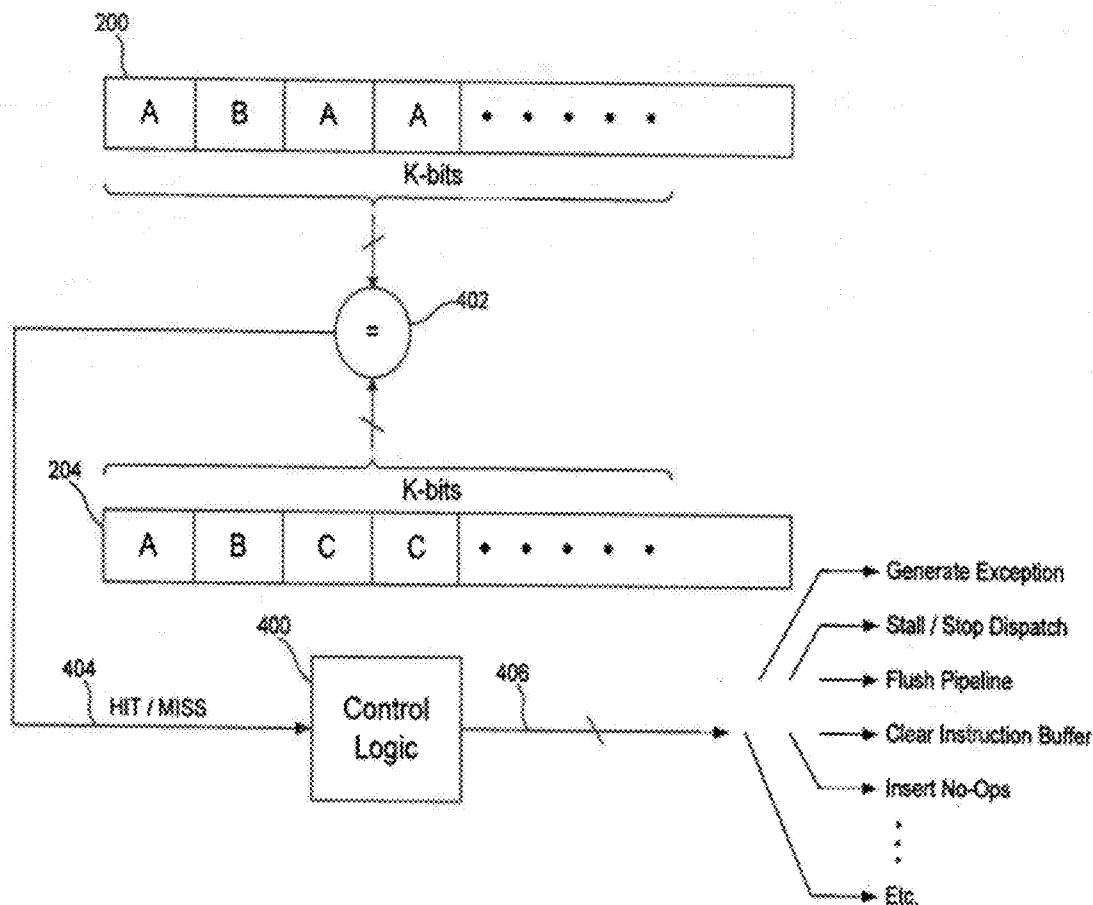 200
A B A A • • • • •
K-bits
402
=
204
K-bits
A B C C • • • • •
Generate Exception
400
Stall / Stop Dispatch
404
HIT / MISS
Control
Logic
406
Flush Pipeline
Clear Instruction Buffer
Insert No-Ops
Etc.